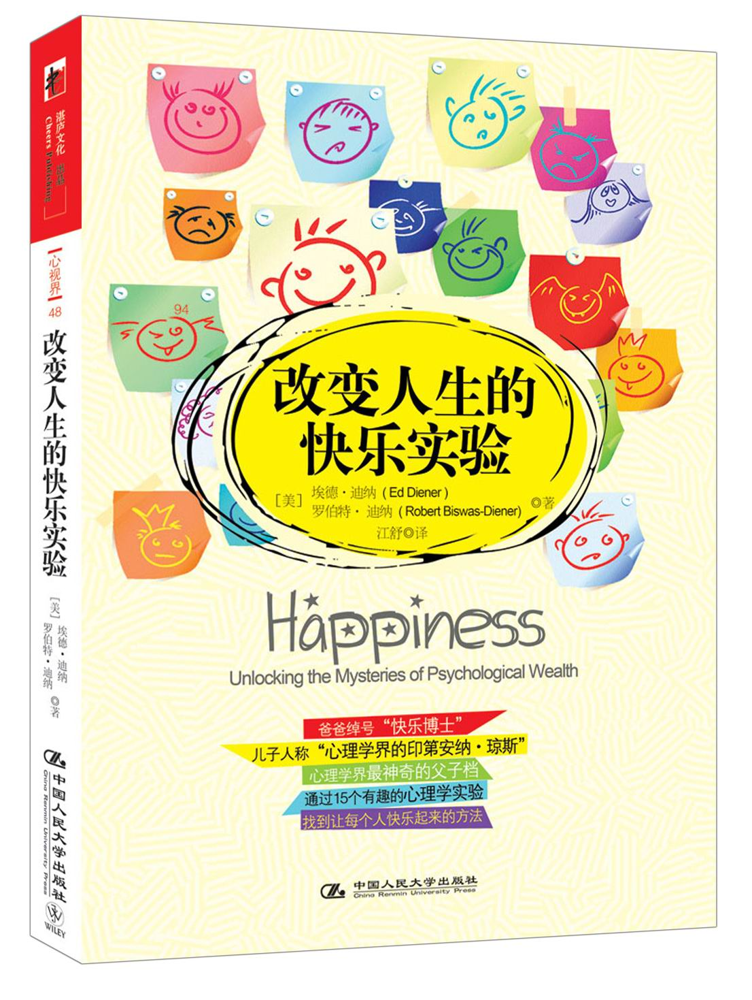 湛庐文化 出品
Cheers Publishing
心视界
48
改变人生的快乐实验
[美]
埃德·迪纳
罗伯特·迪纳
◎著
中国人民大学出版社
China Renmin University Press
WILEY
94
改变人生的
快乐实验
[美] 埃德·迪纳 ( Ed Diener )
罗伯特· 迪纳 ( Robert Biswas-Diener) ◎著
江舒◎译
Happiness
Unlocking the Mysteries of Psychological Wealth
爸爸绰号“快乐博士”
儿子人称“心理学界的印第安纳·琼斯”
心理学界最神奇的父子档
通过15个有趣的心理学实验
找到让每个人快乐起来的方法
中国人民大学出版社
China Renmin University Press